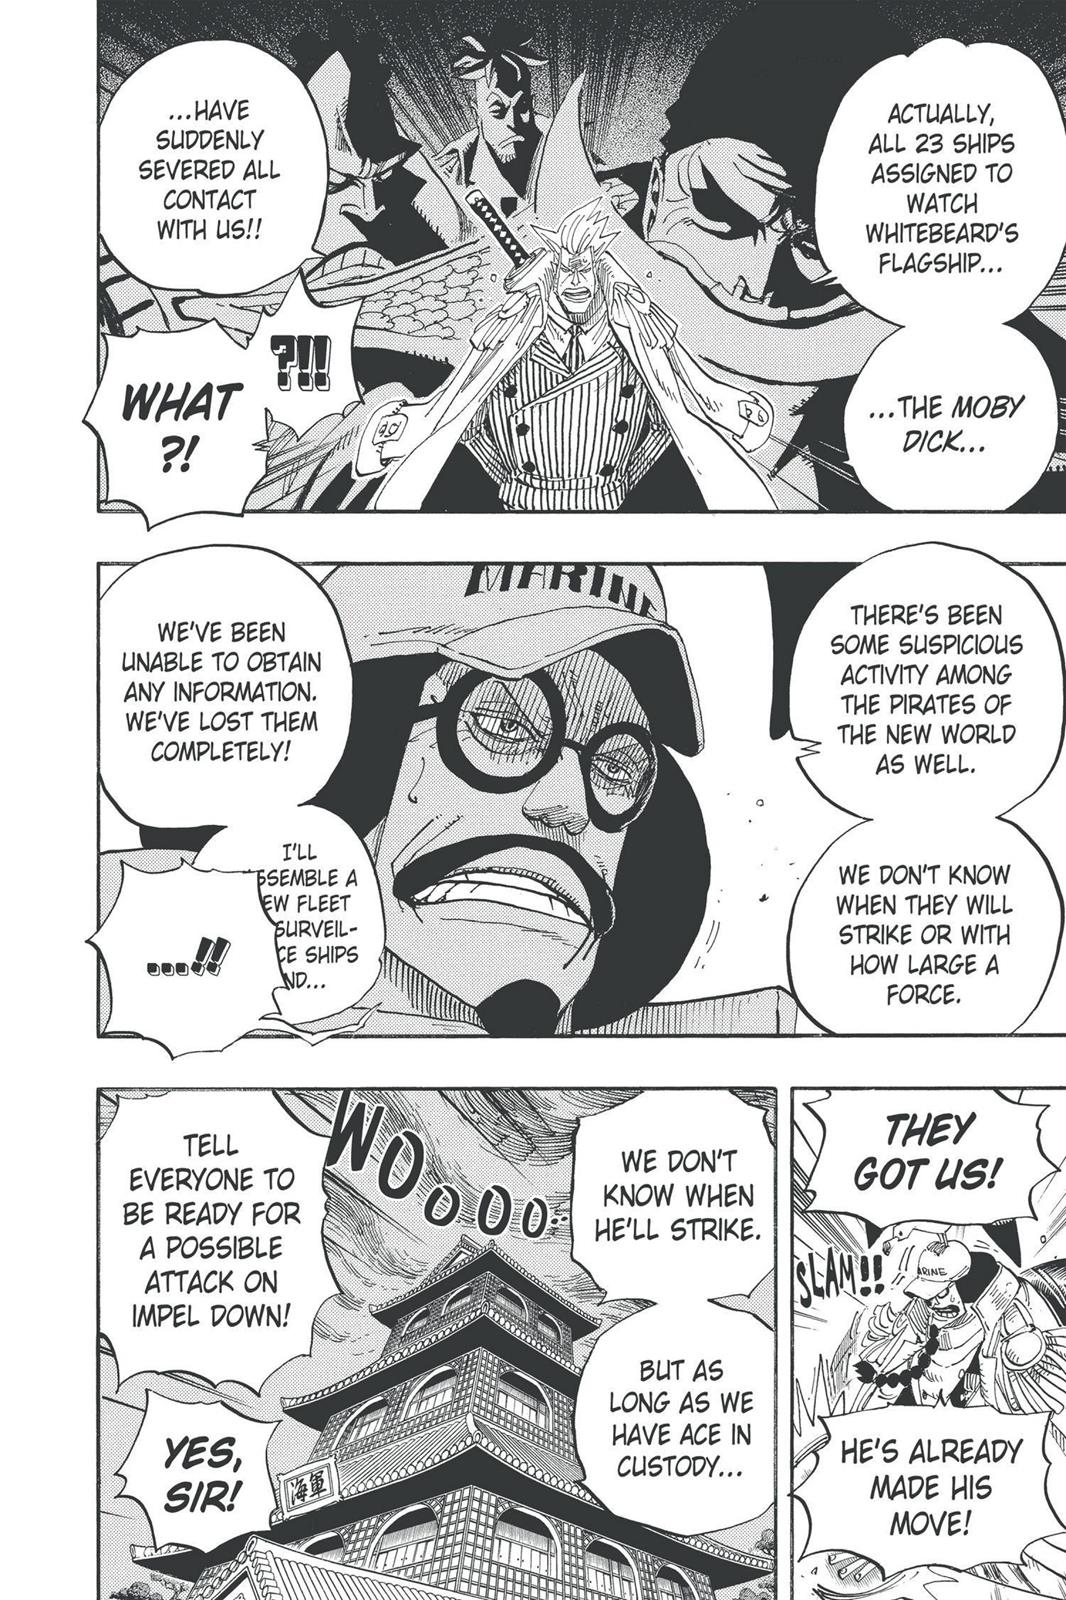 ACTUALLY,
ALL 23 SHIPS
ASSIGNED TO
WATCH
WHITEBEARD'S
FLAGSHIP...
...THE MOBY
DICK...
...HAVE
SUDDENLY
SEVERED ALL
CONTACT
WITH US!!
?!!
WHAT
?!
THERE'S BEEN
SOME SUSPICIOUS
ACTIVITY AMONG
THE PIRATES OF
THE NEW WORLD
AS WELL.
WE DON'T KNOW
WHEN THEY WILL
STRIKE OR WITH
HOW LARGE A
FORCE.
MARINE
WE'VE BEEN
UNABLE TO OBTAIN
ANY INFORMATION.
WE'VE LOST THEM
COMPLETELY!
I'LL
SSEMBLE A
EW FLEET
SURVEIL-
CE SHIPS
ND...
...!!
THEY
GOT US!
SLAM!!
ARINE
HE'S ALREADY
MADE HIS
MOVE!
WE DON'T
KNOW WHEN
HE'LL STRIKE.
BUT AS
LONG AS WE
HAVE ACE IN
CUSTODY...
WOOOOO...
海軍
TELL
EVERYONE TO
BE READY FOR
A POSSIBLE
ATTACK ON
IMPEL DOWN!
YES,
SIR!